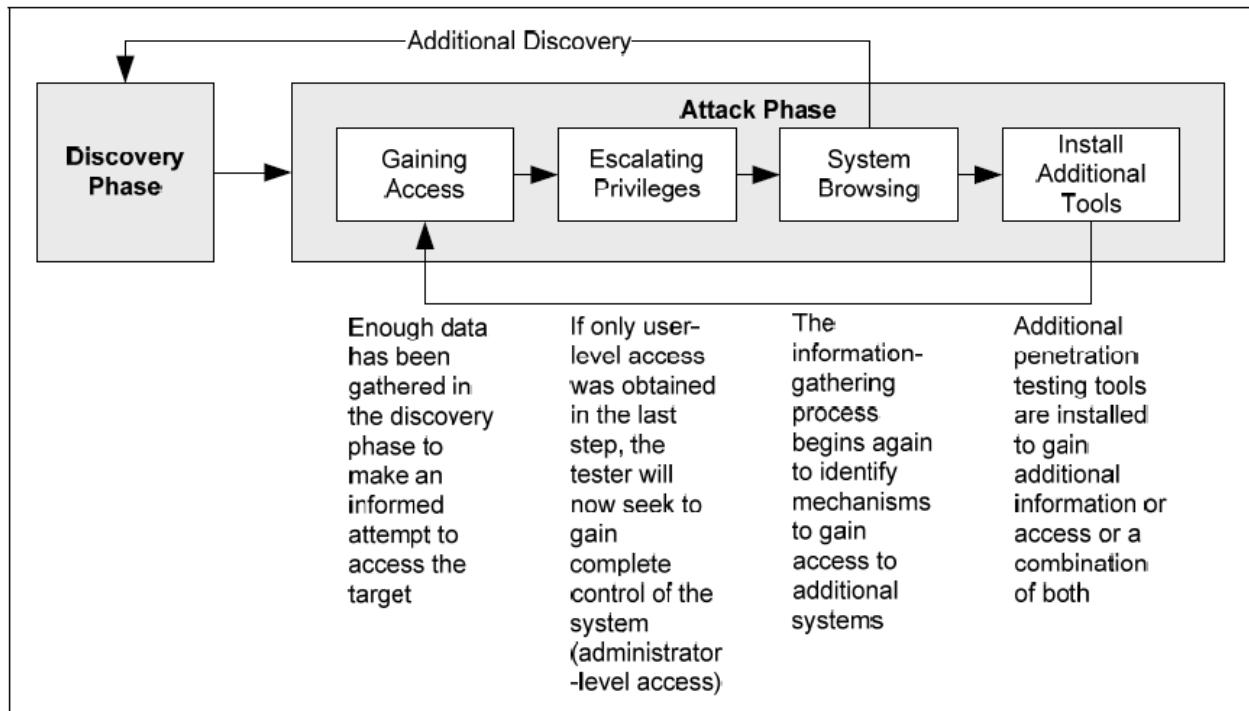 Additional Discovery
Discovery
Phase
Attack Phase
Gaining
Access
Escalating
Privileges
System
Browsing
Install
Additional
Tools
Enough data
has been
gathered in
the discovery
phase to
make an
informed
attempt to
access the
target
If only user-
level access
was obtained
in the last
step, the
tester will
now seek to
gain
complete
control of the
system
(administrator
-level access)
The
information-
gathering
process
begins again
to identify
mechanisms
to gain
access to
additional
systems
Additional
penetration
testing tools
are installed
to gain
additional
information or
access or a
combination
of both